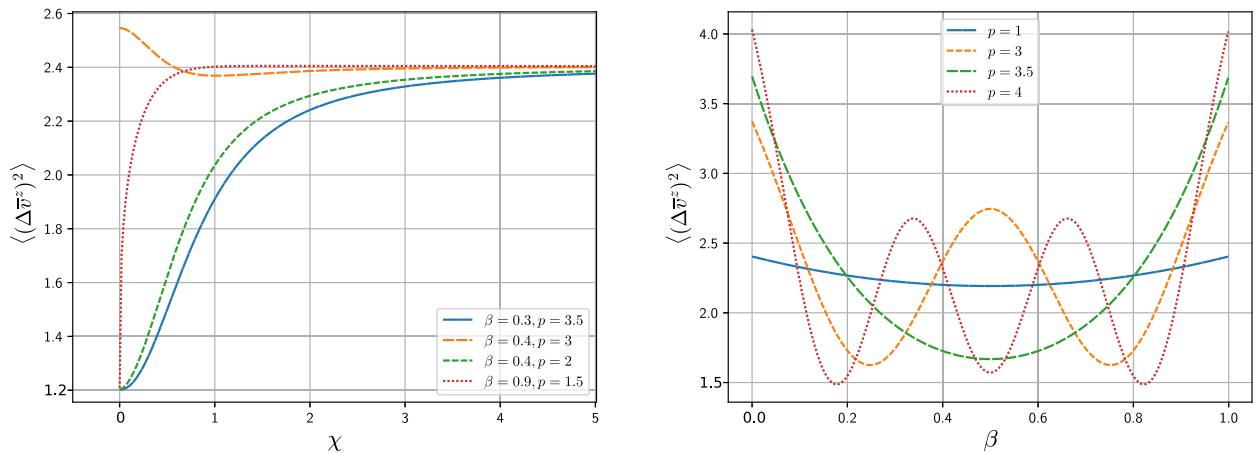 2.6
2.4
2.2
2.0
1.8
1.6
1.4
1.2
⟨(Δv̄ᶻ)²⟩
0
1
2
3
4
5
χ
β = 0.3, p = 3.5
β = 0.4, p = 3
β = 0.4, p = 2
β = 0.9, p = 1.5
4.0
3.5
3.0
2.5
2.0
1.5
⟨(Δv̄ᶻ)²⟩
0.0
0.2
0.4
0.6
0.8
1.0
β
p = 1
p = 3
p = 3.5
p = 4